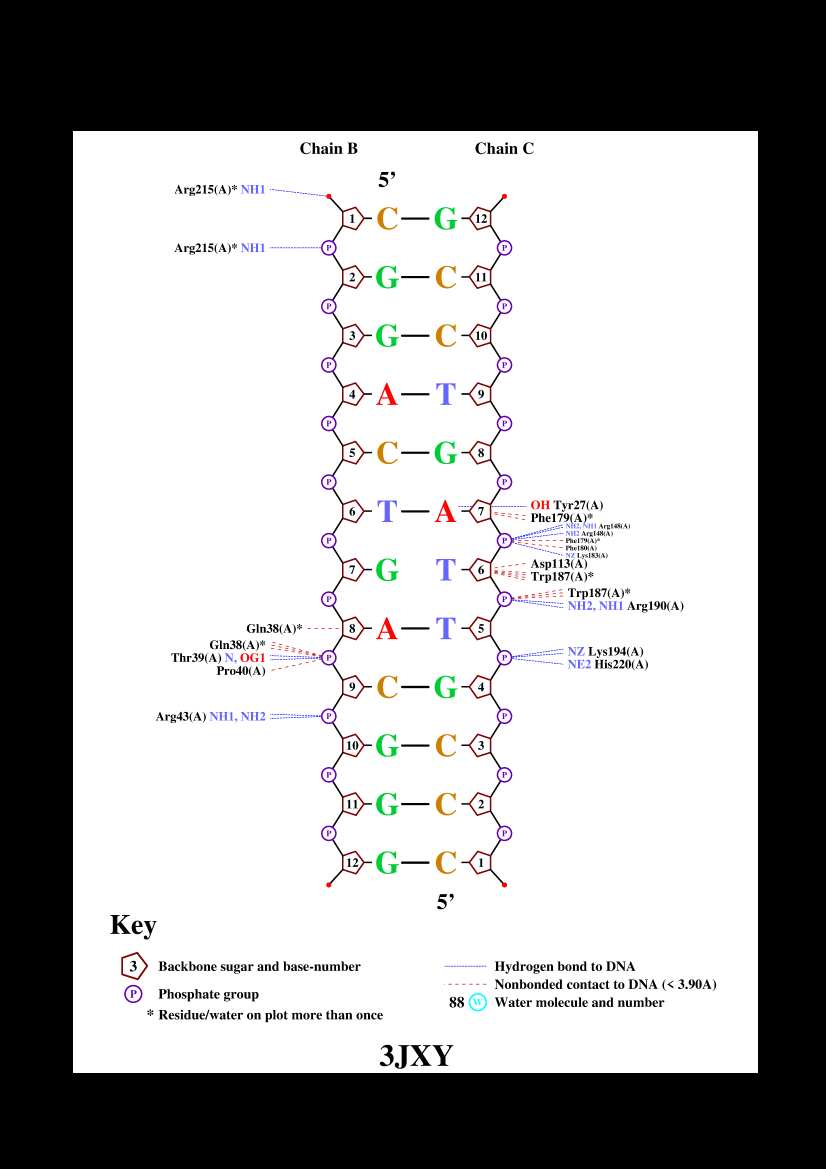 Chain B Chain C
5’
Arg215(A)* NH1
1 C G 12
P P
Arg215(A)* NH1
2 G C 11
P P
3 G C 10
P P
4 A T 9
P P
5 C G 8
P P
6 T A 7
OH Tyr27(A)
Phe179(A)*
P P
NH2, NH1 Arg148(A)
NH2 Arg148(A)
Phe179(A)*
Phe180(A)
NZ Lys183(A)
7 G T 6
Asp113(A)
Trp187(A)*
P P
Trp187(A)*
NH2, NH1 Arg190(A)
Gln38(A)*
8 A T 5
Gln38(A)*
Thr39(A) N, OG1
Pro40(A)
P P
NZ Lys194(A)
NE2 His220(A)
9 C G 4
Arg43(A) NH1, NH2
P P
10 G C 3
P P
11 G C 2
P P
12 G C 1
5’
Key
3 Backbone sugar and base-number
P Phosphate group
* Residue/water on plot more than once
Hydrogen bond to DNA
Nonbonded contact to DNA (< 3.90A)
88 W Water molecule and number
3JXY